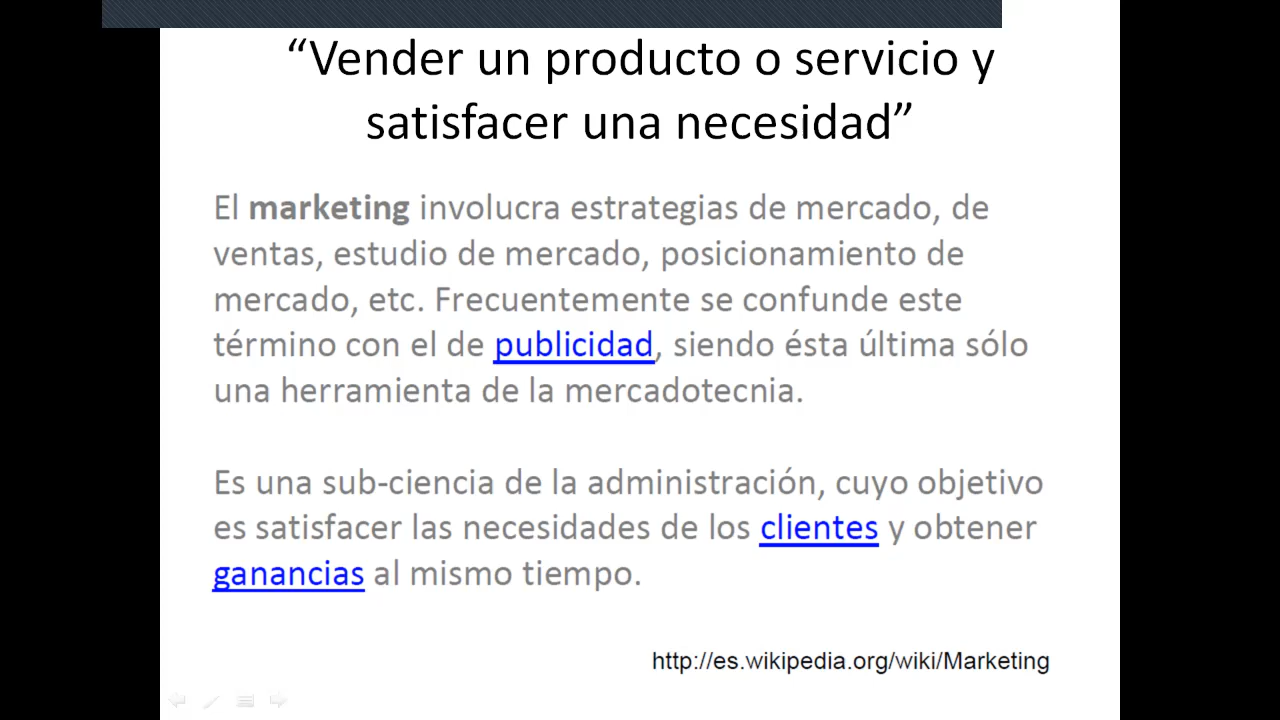 “Vender un producto o servicio y
satisfacer una necesidad”
El marketing involucra estrategias de mercado, de
ventas, estudio de mercado, posicionamiento de
mercado, etc. Frecuentemente se confunde este
término con el de publicidad, siendo ésta última sólo
una herramienta de la mercadotecnia.
Es una sub-ciencia de la administración, cuyo objetivo
es satisfacer las necesidades de los clientes y obtener
ganancias al mismo tiempo.
http://es.wikipedia.org/wiki/Marketing